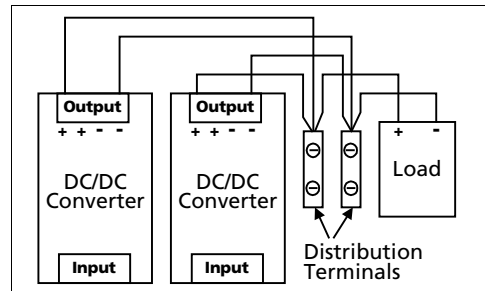 Output
+ + - -
DC/DC
Converter
Input
Output
+ + - -
DC/DC
Converter
Input
+ -
Load
Distribution
Terminals